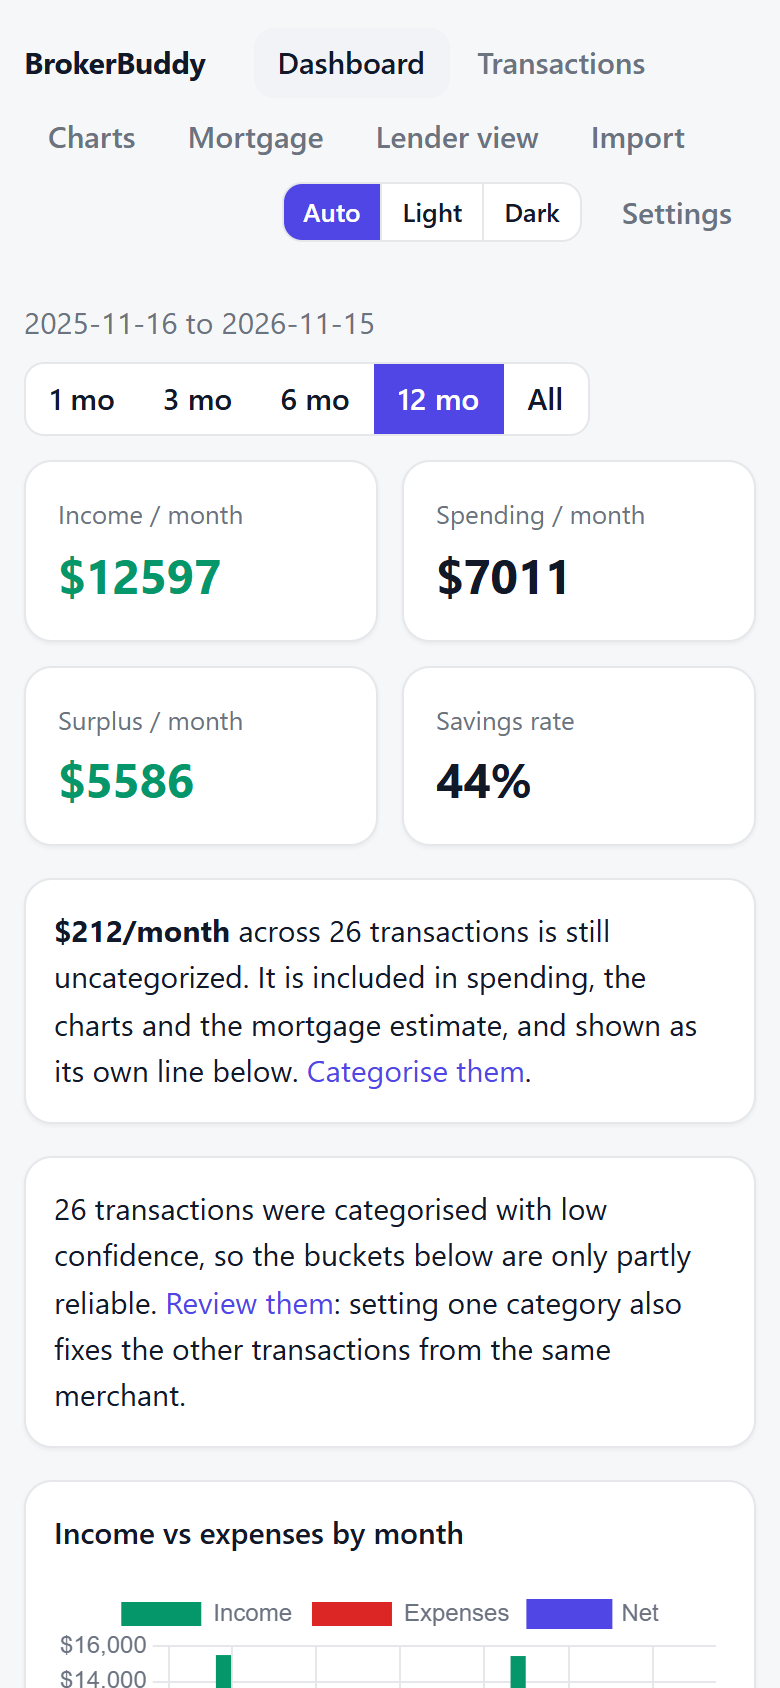 BrokerBuddy Dashboard Transactions
Charts Mortgage Lender view Import
Auto Light Dark Settings
2025-11-16 to 2026-11-15
1 mo 3 mo 6 mo 12 mo All
Income / month
$12597
Spending / month
$7011
Surplus / month
$5586
Savings rate
44%
$212/month across 26 transactions is still
uncategorized. It is included in spending, the
charts and the mortgage estimate, and shown as
its own line below. Categorise them.
26 transactions were categorised with low
confidence, so the buckets below are only partly
reliable. Review them: setting one category also
fixes the other transactions from the same
merchant.
Income vs expenses by month
Income Expenses Net
$16,000
$14,000